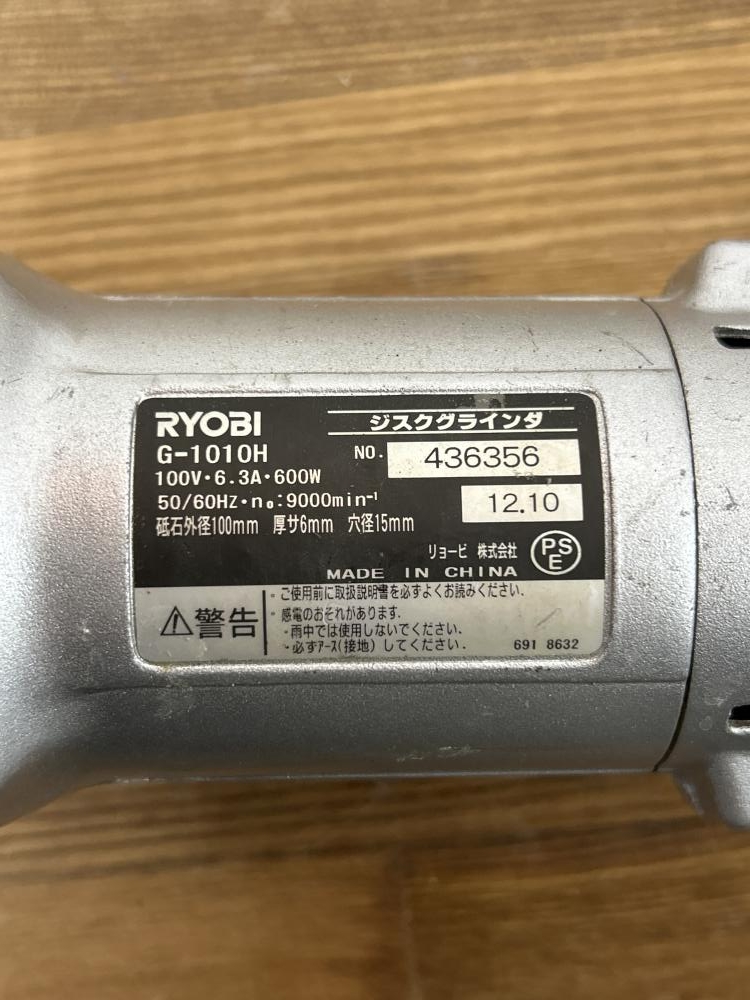 RYOBI ジスクグラインダ
G-1010H NO. 436356
100V・6.3A・600W
50/60HZ・n₀:9000min⁻¹ 12.10
砥石外径100mm 厚サ6mm 穴径15mm
リョービ 株式会社 PSE
MADE IN CHINA
⚠警告 ・ご使用前に取扱説明書を必ずよくお読みください.
・感電のおそれがあります.
・雨中では使用しないでください.
・必ずアース(接地)してください. 691 8632